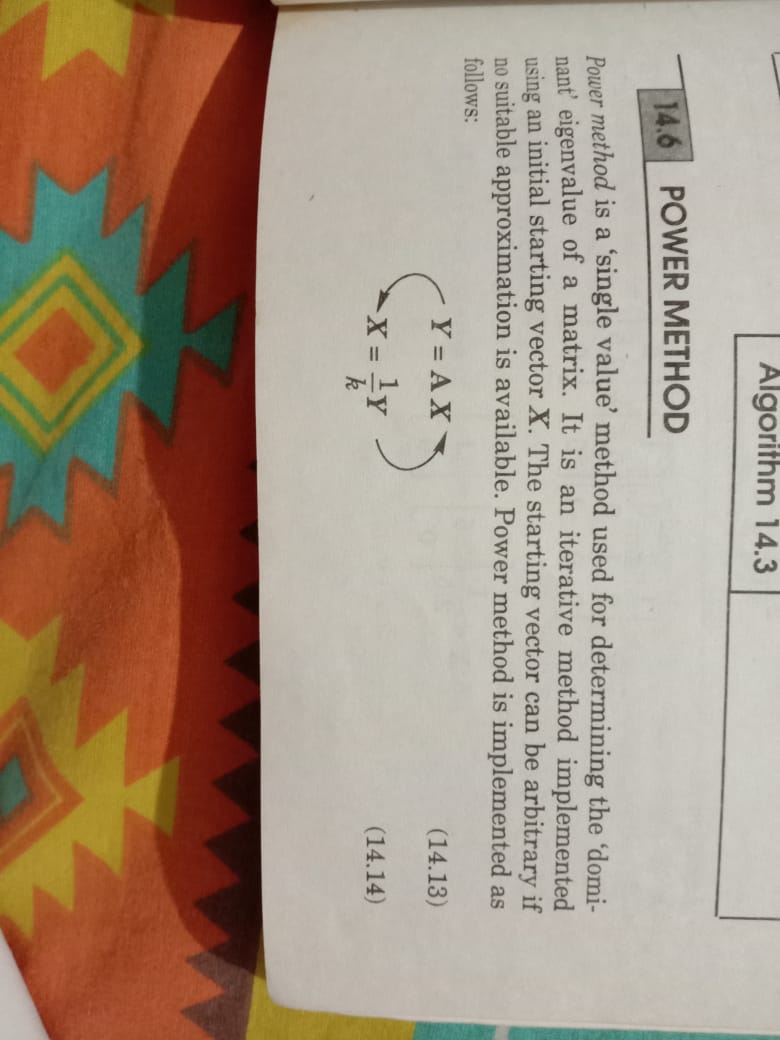 Algorithm 14.3
14.6 POWER METHOD
Power method is a ‘single value’ method used for determining the ‘domi-
nant’ eigenvalue of a matrix. It is an iterative method implemented
using an initial starting vector X. The starting vector can be arbitrary if
no suitable approximation is available. Power method is implemented as
follows:
Y = A X (14.13)
X = 1/k Y (14.14)